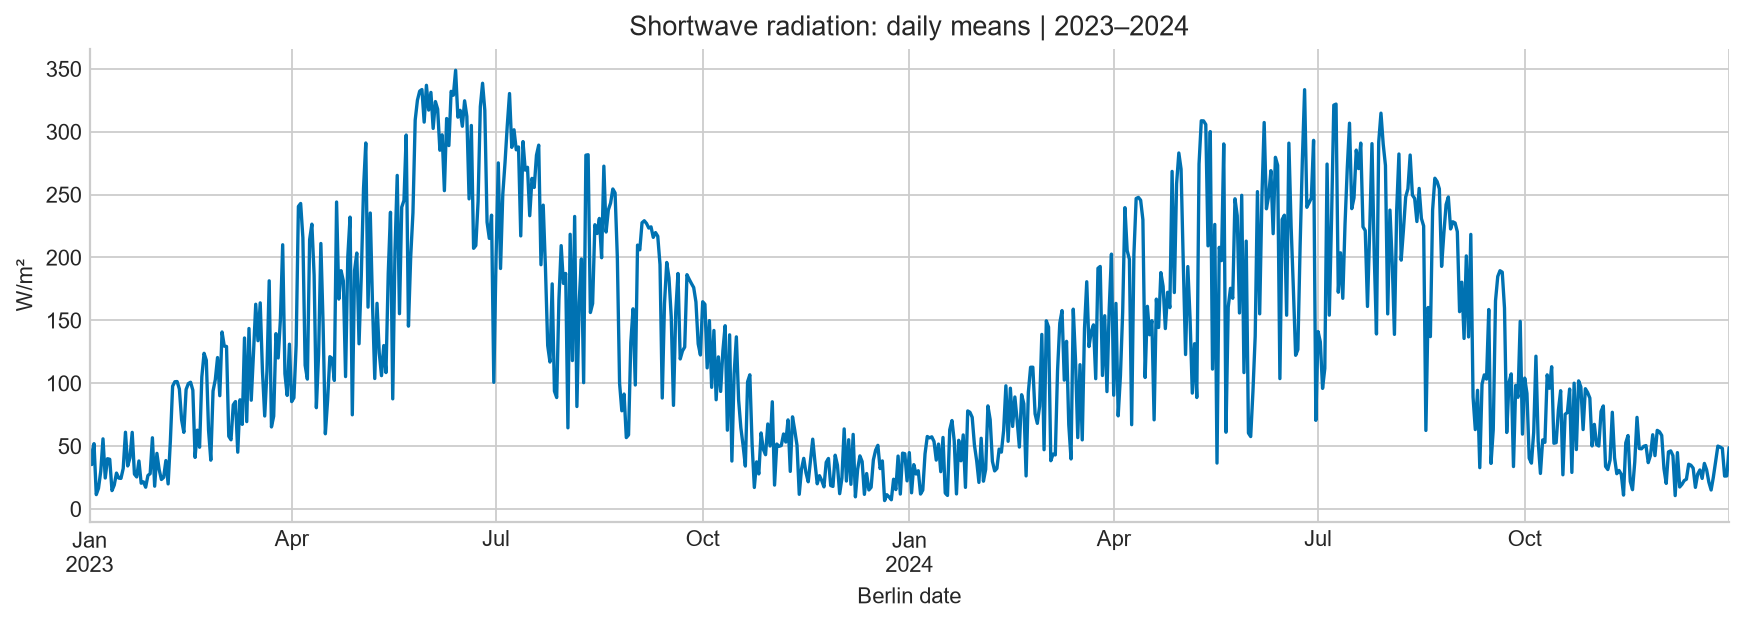 Shortwave radiation: daily means | 2023–2024
W/m²
350
300
250
200
150
100
50
0
Jan
2023
Apr
Jul
Oct
Jan
2024
Apr
Jul
Oct
Berlin date